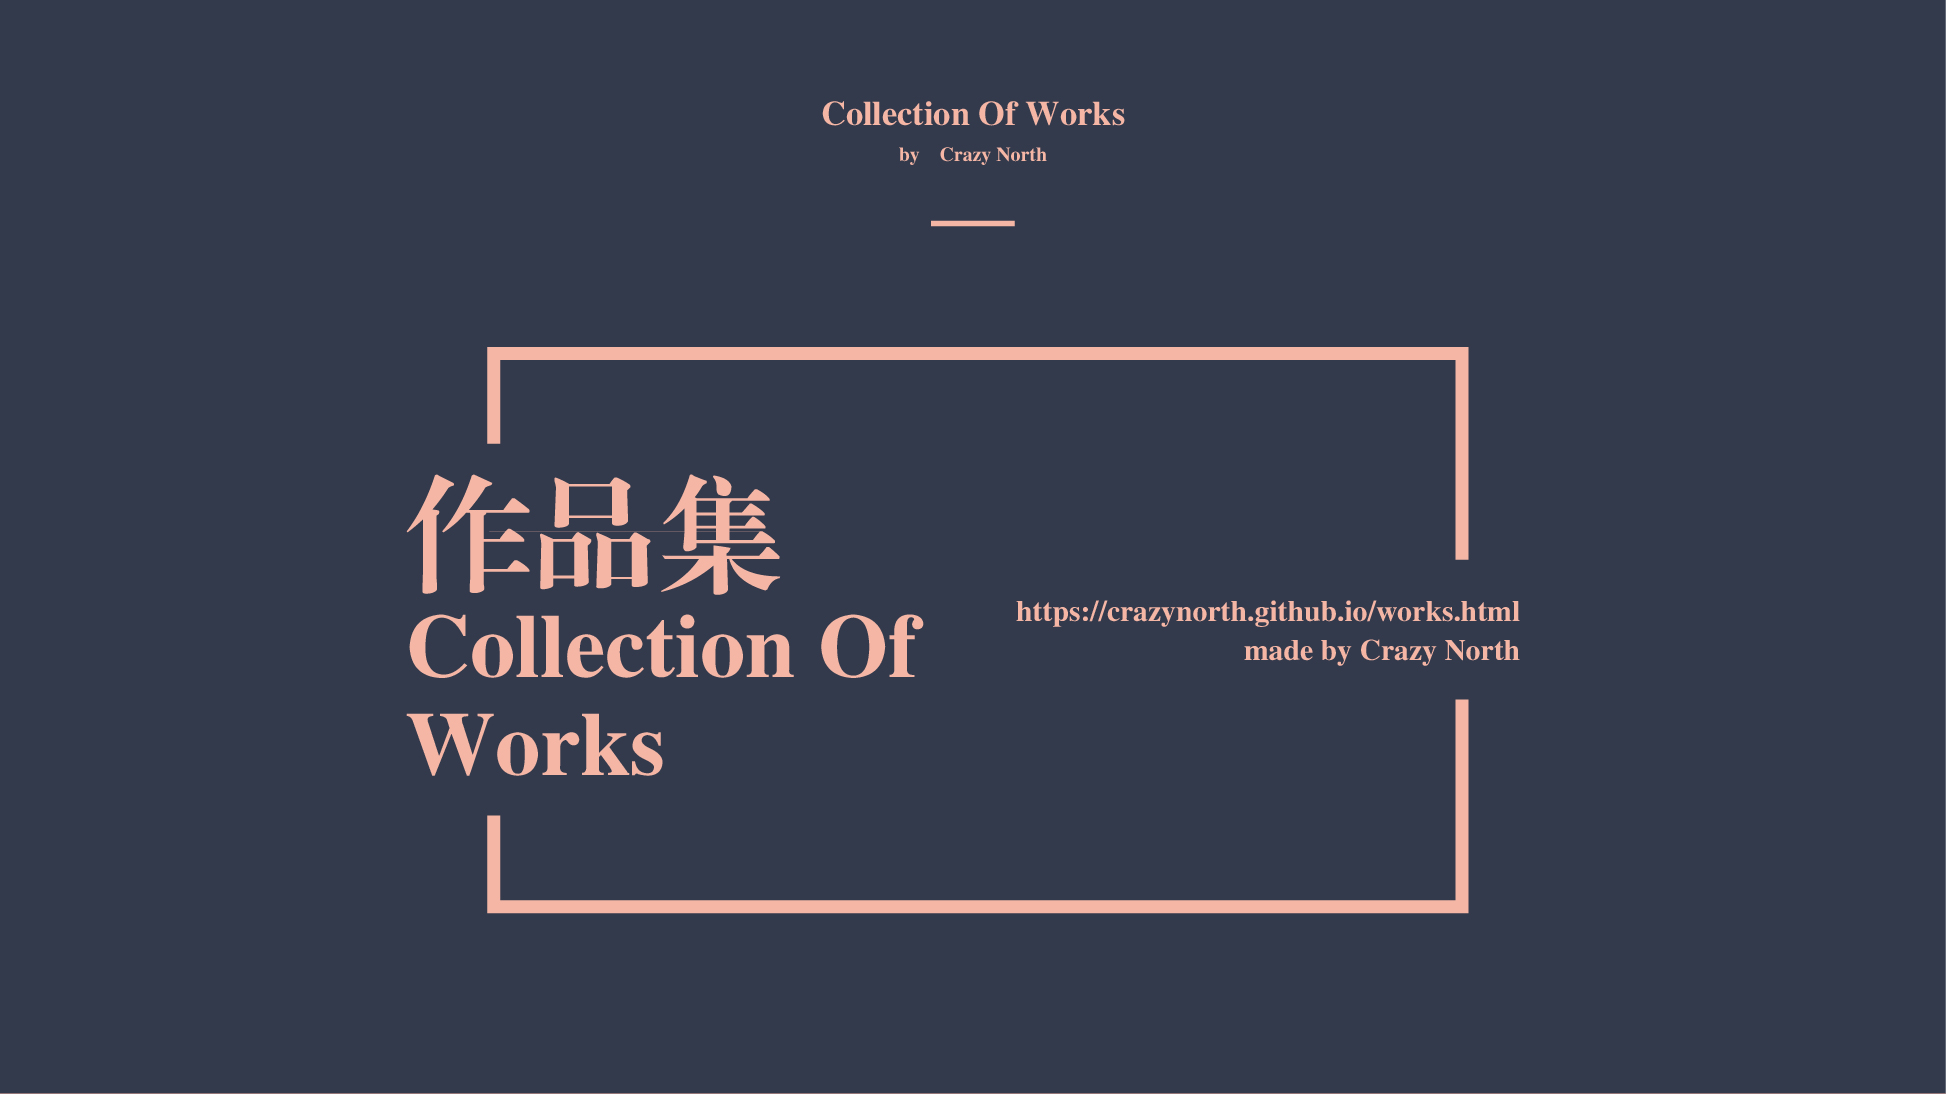 Collection Of Works
by Crazy North
作品集
Collection Of
Works
https://crazynorth.github.io/works.html
made by Crazy North